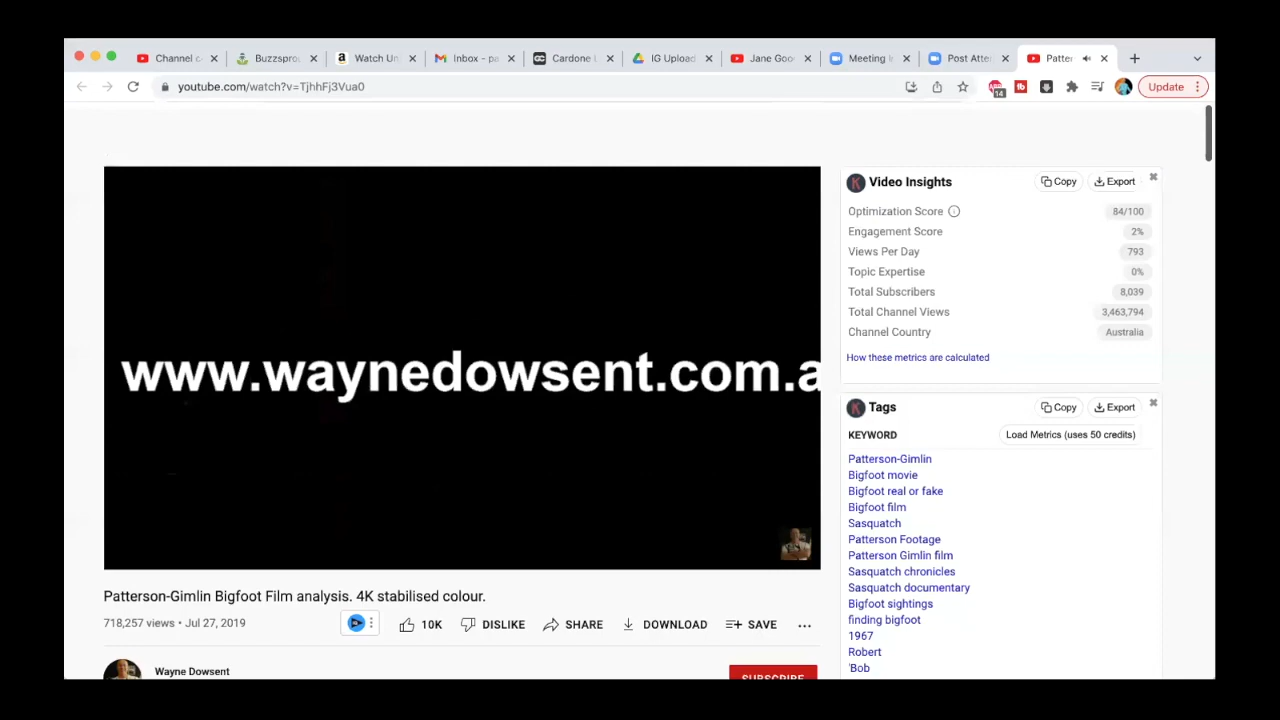 Channel c
Buzzspro
Watch Un
Inbox – pa
Cardone
IG Upload
Jane Goo
Meeting
Post Atte
Patter
youtube.com/watch?v=TjhhFj3Vua0
14
Update
www.waynedowsent.com.a
Patterson-Gimlin Bigfoot Film analysis. 4K stabilised colour.
718,257 views • Jul 27, 2019
10K
DISLIKE
SHARE
DOWNLOAD
SAVE
Wayne Dowsent
SUBSCRIBE
K Video Insights
Copy
Export
Optimization Score 84/100
Engagement Score 2%
Views Per Day 793
Topic Expertise 0%
Total Subscribers 8,039
Total Channel Views 3,463,794
Channel Country Australia
How these metrics are calculated
K Tags
Copy
Export
KEYWORD
Load Metrics (uses 50 credits)
Patterson-Gimlin
Bigfoot movie
Bigfoot real or fake
Bigfoot film
Sasquatch
Patterson Footage
Patterson Gimlin film
Sasquatch chronicles
Sasquatch documentary
Bigfoot sightings
finding bigfoot
1967
Robert
'Bob